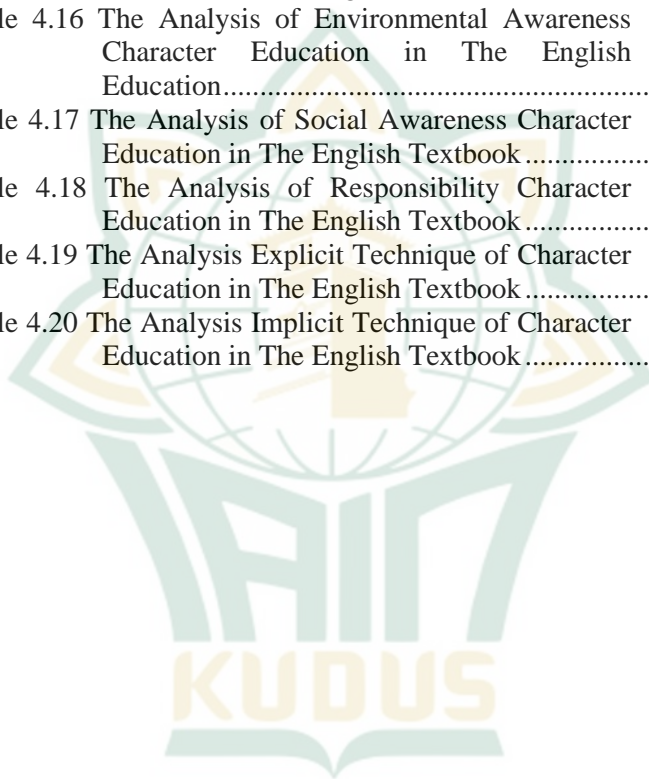 le 4.16 The Analysis of Environmental Awareness
Character Education in The English
Education......................................................
le 4.17 The Analysis of Social Awareness Character
Education in The English Textbook.................
le 4.18 The Analysis of Responsibility Character
Education in The English Textbook.................
le 4.19 The Analysis Explicit Technique of Character
Education in The English Textbook.................
le 4.20 The Analysis Implicit Technique of Character
Education in The English Textbook.................
IAIN
KUDUS